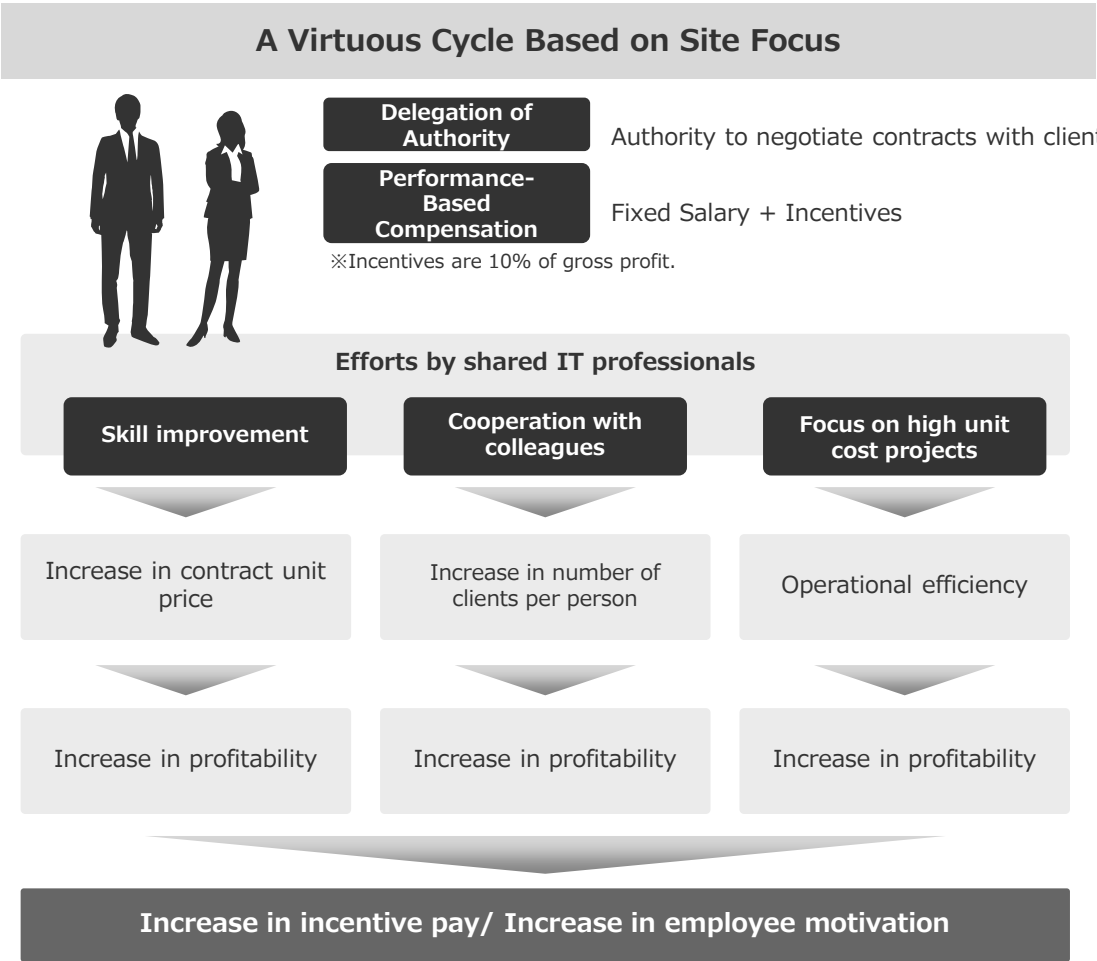 A Virtuous Cycle Based on Site Focus
Delegation of
Authority
Authority to negotiate contracts with client
Performance-
Based
Compensation
Fixed Salary + Incentives
※Incentives are 10% of gross profit.
Efforts by shared IT professionals
Skill improvement
Cooperation with
colleagues
Focus on high unit
cost projects
Increase in contract unit
price
Increase in number of
clients per person
Operational efficiency
Increase in profitability
Increase in profitability
Increase in profitability
Increase in incentive pay/ Increase in employee motivation